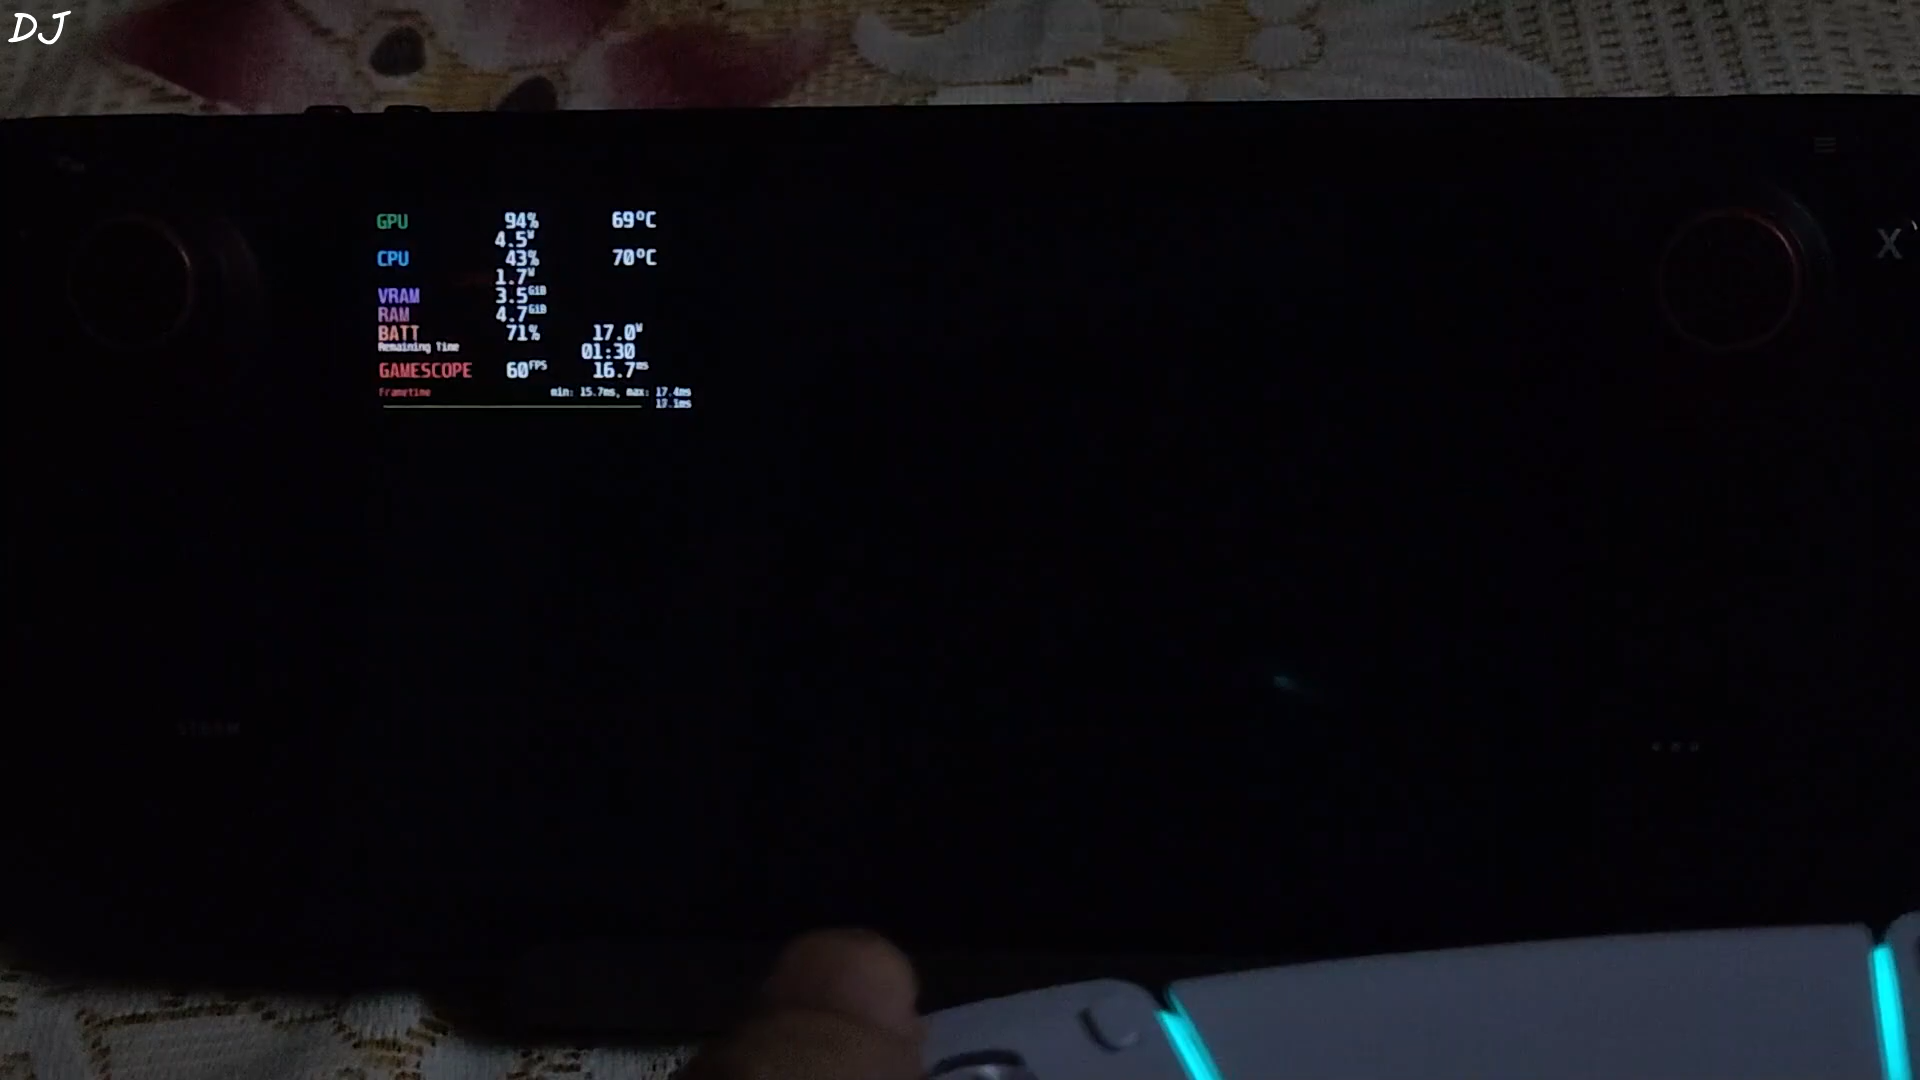 DJ
GPU 94% 69°C
4.5W
CPU 43% 70°C
1.7W
VRAM 3.5GiB
RAM 4.7GiB
BATT 71% 17.0W
Remaining Time 01:30
GAMESCOPE 60FPS 16.7ms
Frametime min: 15.7ms, max: 17.4ms
17.1ms
X
STEAM